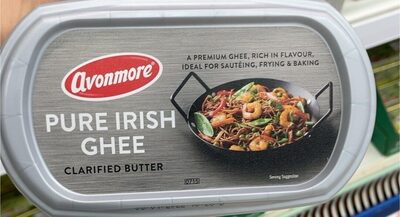 avonmore
A PREMIUM GHEE, RICH IN FLAVOUR,
IDEAL FOR SAUTÉING, FRYING & BAKING
PURE IRISH
GHEE
CLARIFIED BUTTER
Serving Suggestion